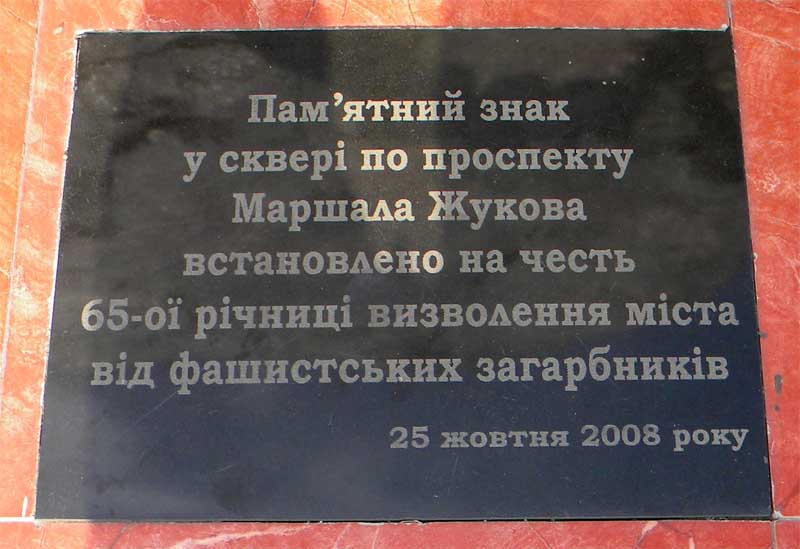 Пам'ятний знак
у сквері по проспекту
Маршала Жукова
встановлено на честь
65-ої річниці визволення міста
від фашистських загарбників
25 жовтня 2008 року